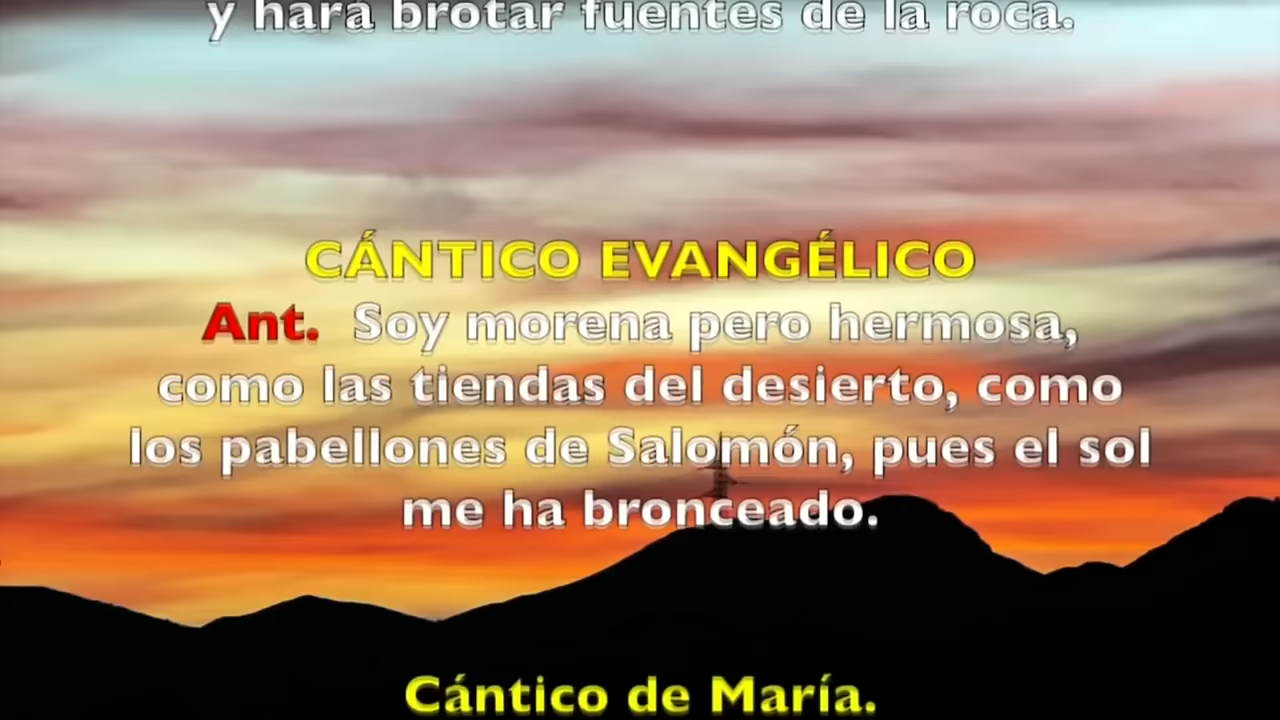 y hará brotar fuentes de la roca.
CÁNTICO EVANGÉLICO
Ant. Soy morena pero hermosa,
como las tiendas del desierto, como
los pabellones de Salomón, pues el sol
me ha bronceado.
Cántico de María.